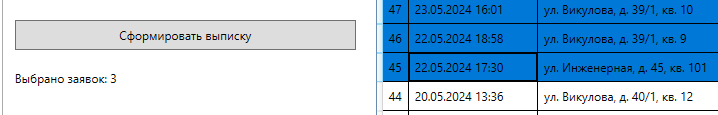 Сформировать выписку
Выбрано заявок: 3
47 23.05.2024 16:01 ул. Викулова, д. 39/1, кв. 10
46 22.05.2024 18:58 ул. Викулова, д. 39/1, кв. 9
45 22.05.2024 17:30 ул. Инженерная, д. 45, кв. 101
44 20.05.2024 13:36 ул. Викулова, д. 40/1, кв. 12